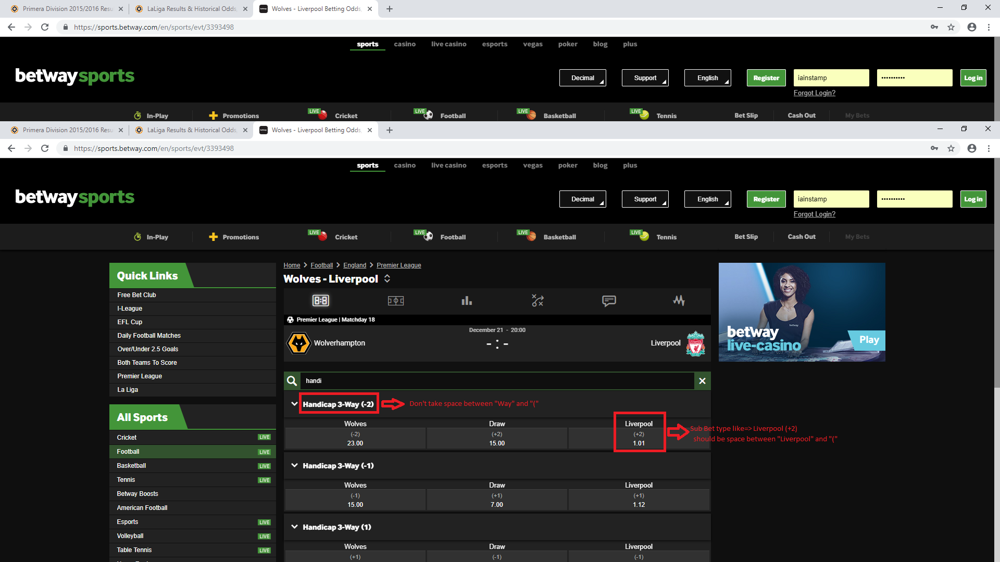 Primera Division 2015/2016 Resu
LaLiga Results & Historical Odds,
Wolves - Liverpool Betting Odds,
https://sports.betway.com/en/sports/evt/3393498
sports casino live casino esports vegas poker blog plus
betway sports
Decimal Support English Register iainstamp •••••••••• Log in
Forgot Login?
In-Play Promotions LIVE Cricket LIVE Football LIVE Basketball LIVE Tennis Bet Slip Cash Out My Bets
Primera Division 2015/2016 Resu
LaLiga Results & Historical Odds,
Wolves - Liverpool Betting Odds,
https://sports.betway.com/en/sports/evt/3393498
sports casino live casino esports vegas poker blog plus
betway sports
Decimal Support English Register iainstamp •••••••••• Log in
Forgot Login?
In-Play Promotions LIVE Cricket LIVE Football LIVE Basketball LIVE Tennis Bet Slip Cash Out My Bets
Quick Links
Free Bet Club
I-League
EFL Cup
Daily Football Matches
Over/Under 2.5 Goals
Both Teams To Score
Premier League
La Liga
All Sports
Cricket LIVE
Football LIVE
Basketball LIVE
Tennis LIVE
Betway Boosts
American Football
Esports LIVE
Volleyball LIVE
Table Tennis LIVE
Home > Football > England > Premier League
Wolves - Liverpool
8:8
Premier League | Matchday 18
December 21 - 20:00
Wolverhampton - : - Liverpool
handi
Handicap 3-Way (-2)
Don't take space between "Way" and "("
Wolves Draw Liverpool
(-2) (+2) (+2)
23.00 15.00 1.01
Sub Bet type like=> Liverpool (+2)
should be space between "Liverpool" and "("
Handicap 3-Way (-1)
Wolves Draw Liverpool
(-1) (+1) (+1)
15.00 7.00 1.12
Handicap 3-Way (1)
Wolves Draw Liverpool
(+1) (-1) (-1)
betway
betway
live-casino
Play